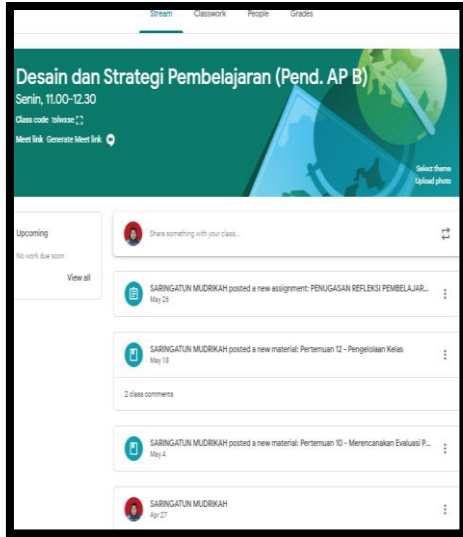 Stream Classwork People Grades
Desain dan Strategi Pembelajaran (Pend. AP B)
Senin, 11.00-12.30
Class code
Meet link Generate Meet link
Select theme
Upload photo
Upcoming
No work due soon
View all
Share something with your class...
SARINGATUN MUDRIKAH posted a new assignment: PENUGASAN REFLEKSI PEMBELAJAR...
May 26
SARINGATUN MUDRIKAH posted a new material: Pertemuan 12 - Pengelolaan Kelas
May 18
2 class comments
SARINGATUN MUDRIKAH posted a new material: Pertemuan 10 - Merencanakan Evaluasi P...
May 4
SARINGATUN MUDRIKAH
Apr 27